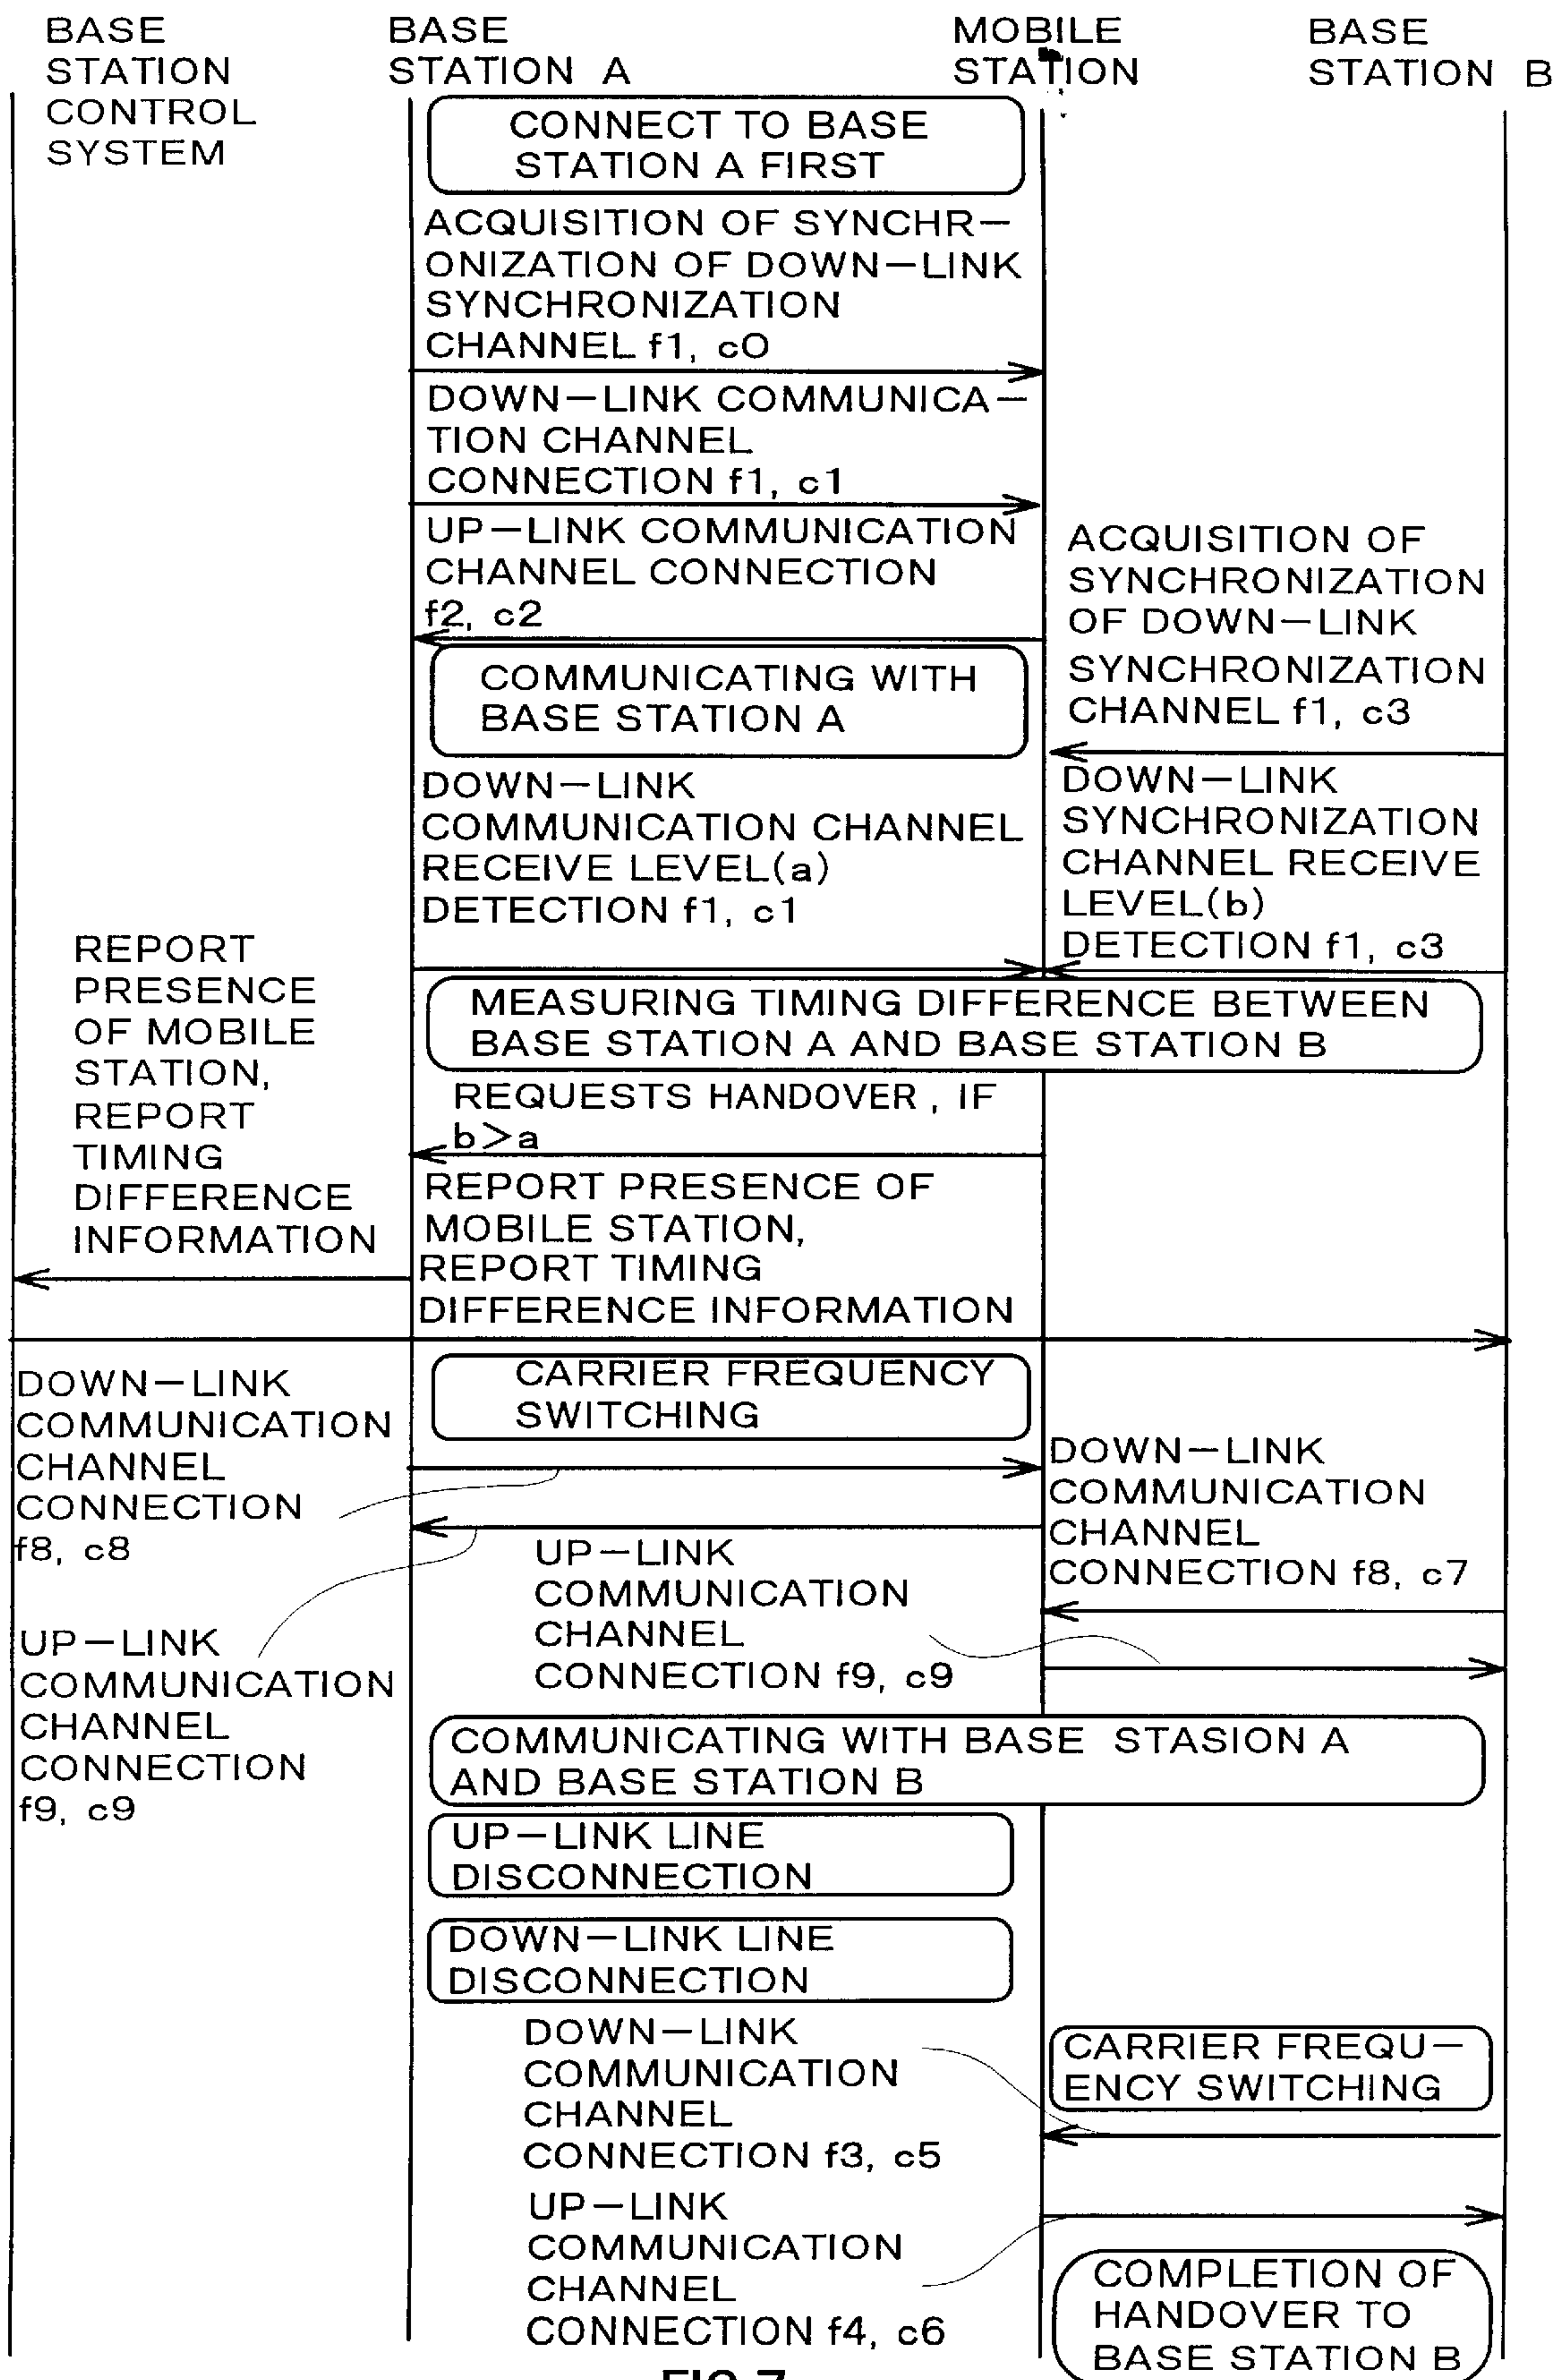 BASE
STATION
CONTROL
SYSTEM
BASE
STATION A
MOBILE
STATION
BASE
STATION B
CONNECT TO BASE
STATION A FIRST
ACQUISITION OF SYNCHR—
ONIZATION OF DOWN—LINK
SYNCHRONIZATION
CHANNEL f1, c0
DOWN—LINK COMMUNICA—
TION CHANNEL
CONNECTION f1, c1
UP—LINK COMMUNICATION
CHANNEL CONNECTION
f2, c2
ACQUISITION OF
SYNCHRONIZATION
OF DOWN—LINK
SYNCHRONIZATION
CHANNEL f1, c3
COMMUNICATING WITH
BASE STATION A
DOWN—LINK
COMMUNICATION CHANNEL
RECEIVE LEVEL(a)
DETECTION f1, c1
DOWN—LINK
SYNCHRONIZATION
CHANNEL RECEIVE
LEVEL(b)
DETECTION f1, c3
REPORT
PRESENCE
OF MOBILE
STATION,
REPORT
TIMING
DIFFERENCE
INFORMATION
MEASURING TIMING DIFFERENCE BETWEEN
BASE STATION A AND BASE STATION B
REQUESTS HANDOVER , IF
b>a
REPORT PRESENCE OF
MOBILE STATION,
REPORT TIMING
DIFFERENCE INFORMATION
CARRIER FREQUENCY
SWITCHING
DOWN—LINK
COMMUNICATION
CHANNEL
CONNECTION
f8, c8
DOWN—LINK
COMMUNICATION
CHANNEL
CONNECTION f8, c7
UP—LINK
COMMUNICATION
CHANNEL
CONNECTION f9, c9
UP—LINK
COMMUNICATION
CHANNEL
CONNECTION
f9, c9
COMMUNICATING WITH BASE STASION A
AND BASE STATION B
UP—LINK LINE
DISCONNECTION
DOWN—LINK LINE
DISCONNECTION
DOWN—LINK
COMMUNICATION
CHANNEL
CONNECTION f3, c5
CARRIER FREQU—
ENCY SWITCHING
UP—LINK
COMMUNICATION
CHANNEL
CONNECTION f4, c6
COMPLETION OF
HANDOVER TO
BASE STATION B
FIG.7